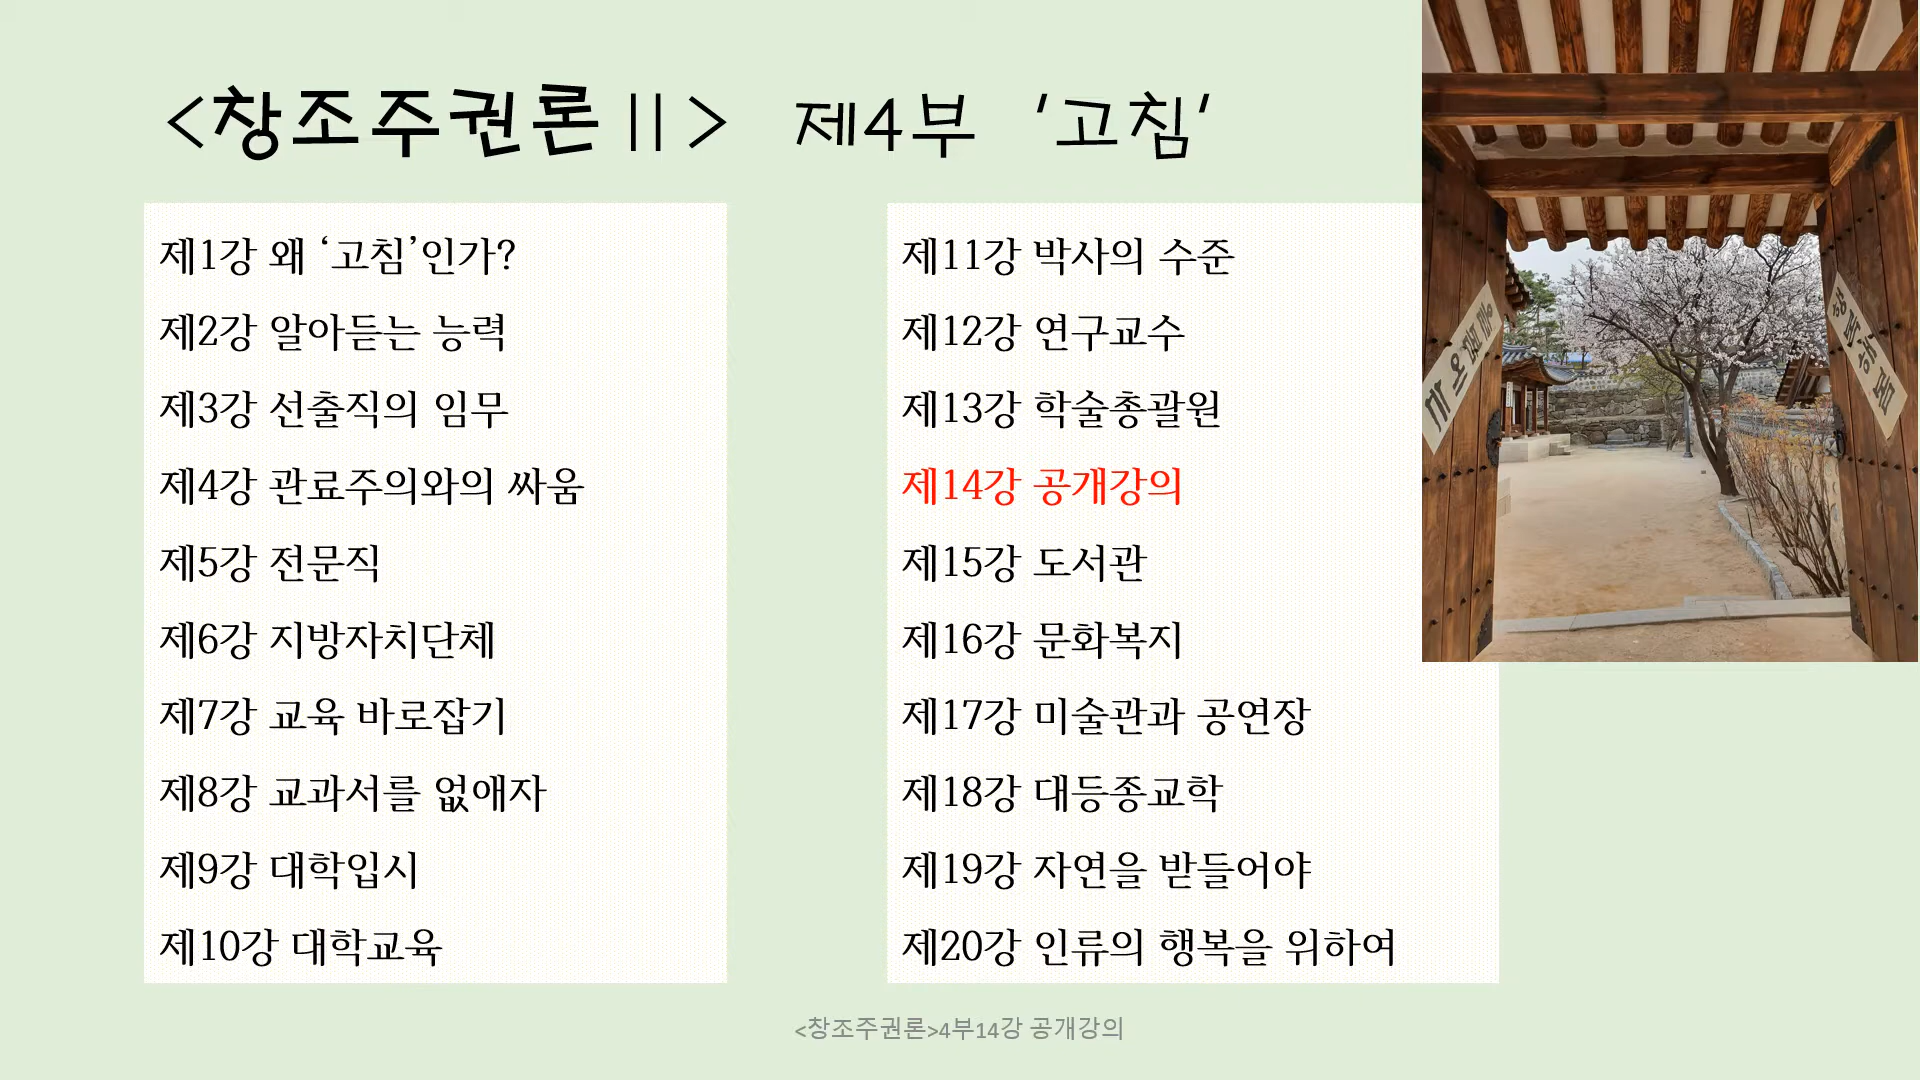 <창조주권론 II> 제4부 ‘고침’
제1강 왜 ‘고침’인가?
제2강 알아듣는 능력
제3강 선출직의 임무
제4강 관료주의와의 싸움
제5강 전문직
제6강 지방자치단체
제7강 교육 바로잡기
제8강 교과서를 없애자
제9강 대학입시
제10강 대학교육
제11강 박사의 수준
제12강 연구교수
제13강 학술총괄원
제14강 공개강의
제15강 도서관
제16강 문화복지
제17강 미술관과 공연장
제18강 대등종교학
제19강 자연을 받들어야
제20강 인류의 행복을 위하여
<창조주권론>4부14강 공개강의